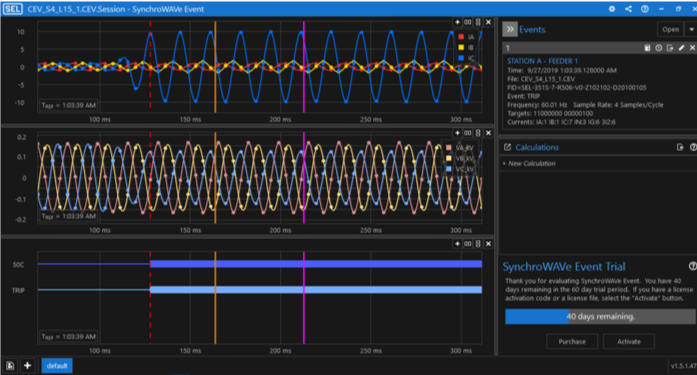 SEL CEV_S4_L15_1.CEV.Session - SynchroWAVe Event
10
5
0
-5
-10
IA
IB
IC
TREF = 1:03:39 AM
100 ms
150 ms
200 ms
250 ms
300 ms
0.2
0.1
0
-0.1
-0.2
VA_KV
VB_KV
VC_KV
TREF = 1:03:39 AM
100 ms
150 ms
200 ms
250 ms
300 ms
50C
TRIP
TREF = 1:03:39 AM
100 ms
150 ms
200 ms
250 ms
300 ms
default
Events
Open
1
STATION A - FEEDER 1
Time: 9/27/2019 1:03:39.128000 AM
File: CEV_S4_L15_1.CEV
FID=SEL-351S-7-R506-V0-Z102102-D20100105
Event: TRIP
Frequency: 60.01 Hz Sample Rate: 4 Samples/Cycle
Targets: 11000000 00000100
Currents: IA:1 IB:1 IC:7 IN:3 IG:6 3I2:6
Calculations
New Calculation
SynchroWAVe Event Trial
Thank you for evaluating SynchroWAVe Event. You have 40
days remaining in the 60 day trial period. If you have a license
activation code or a license file, select the "Activate" button.
40 days remaining.
Purchase
Activate
v1.5.1.47